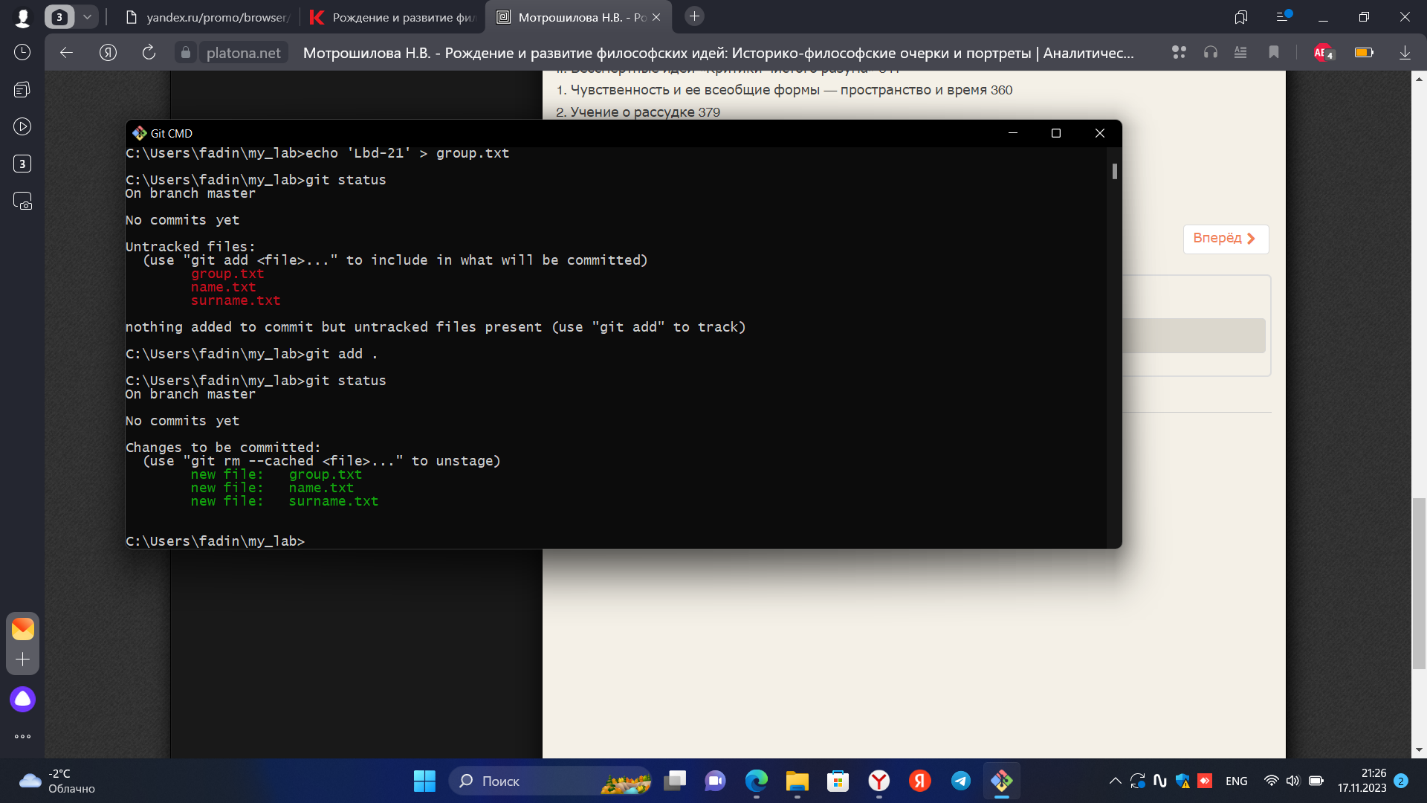 3
yandex.ru/promo/browser/
Рождение и развитие фил
Мотрошилова Н.В. - Ро
platona.net
Мотрошилова Н.В. - Рождение и развитие философских идей: Историко-философские очерки и портреты | Аналитичес...
4
3
1. Чувственность и ее всеобщие формы — пространство и время 360
2. Учение о рассудке 379
Вперёд
Git CMD
C:\Users\fadin\my_lab>echo 'Lbd-21' > group.txt
C:\Users\fadin\my_lab>git status
On branch master
No commits yet
Untracked files:
(use "git add <file>..." to include in what will be committed)
group.txt
name.txt
surname.txt
nothing added to commit but untracked files present (use "git add" to track)
C:\Users\fadin\my_lab>git add .
C:\Users\fadin\my_lab>git status
On branch master
No commits yet
Changes to be committed:
(use "git rm --cached <file>..." to unstage)
new file:   group.txt
new file:   name.txt
new file:   surname.txt
C:\Users\fadin\my_lab>
-2°C
Облачно
Поиск
ENG
21:26
17.11.2023
2